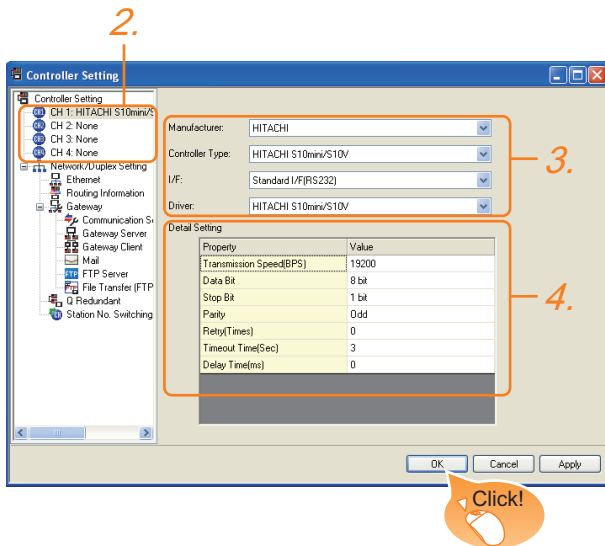 2.
Controller Setting
Controller Setting
CH 1: HITACHI S10mini/S
CH 2: None
CH 3: None
CH 4: None
Network/Duplex Setting
Ethernet
Routing Information
Gateway
Communication Se
Gateway Server
Gateway Client
Mail
FTP Server
File Transfer (FTP
Q Redundant
Station No. Switching
Manufacturer: HITACHI
Controller Type: HITACHI S10mini/S10V
I/F: Standard I/F(RS232)
Driver: HITACHI S10mini/S10V
3.
Detail Setting
Property Value
Transmission Speed(BPS) 19200
Data Bit 8 bit
Stop Bit 1 bit
Parity Odd
Retry(Times) 0
Timeout Time(Sec) 3
Delay Time(ms) 0
4.
OK Cancel Apply
Click!